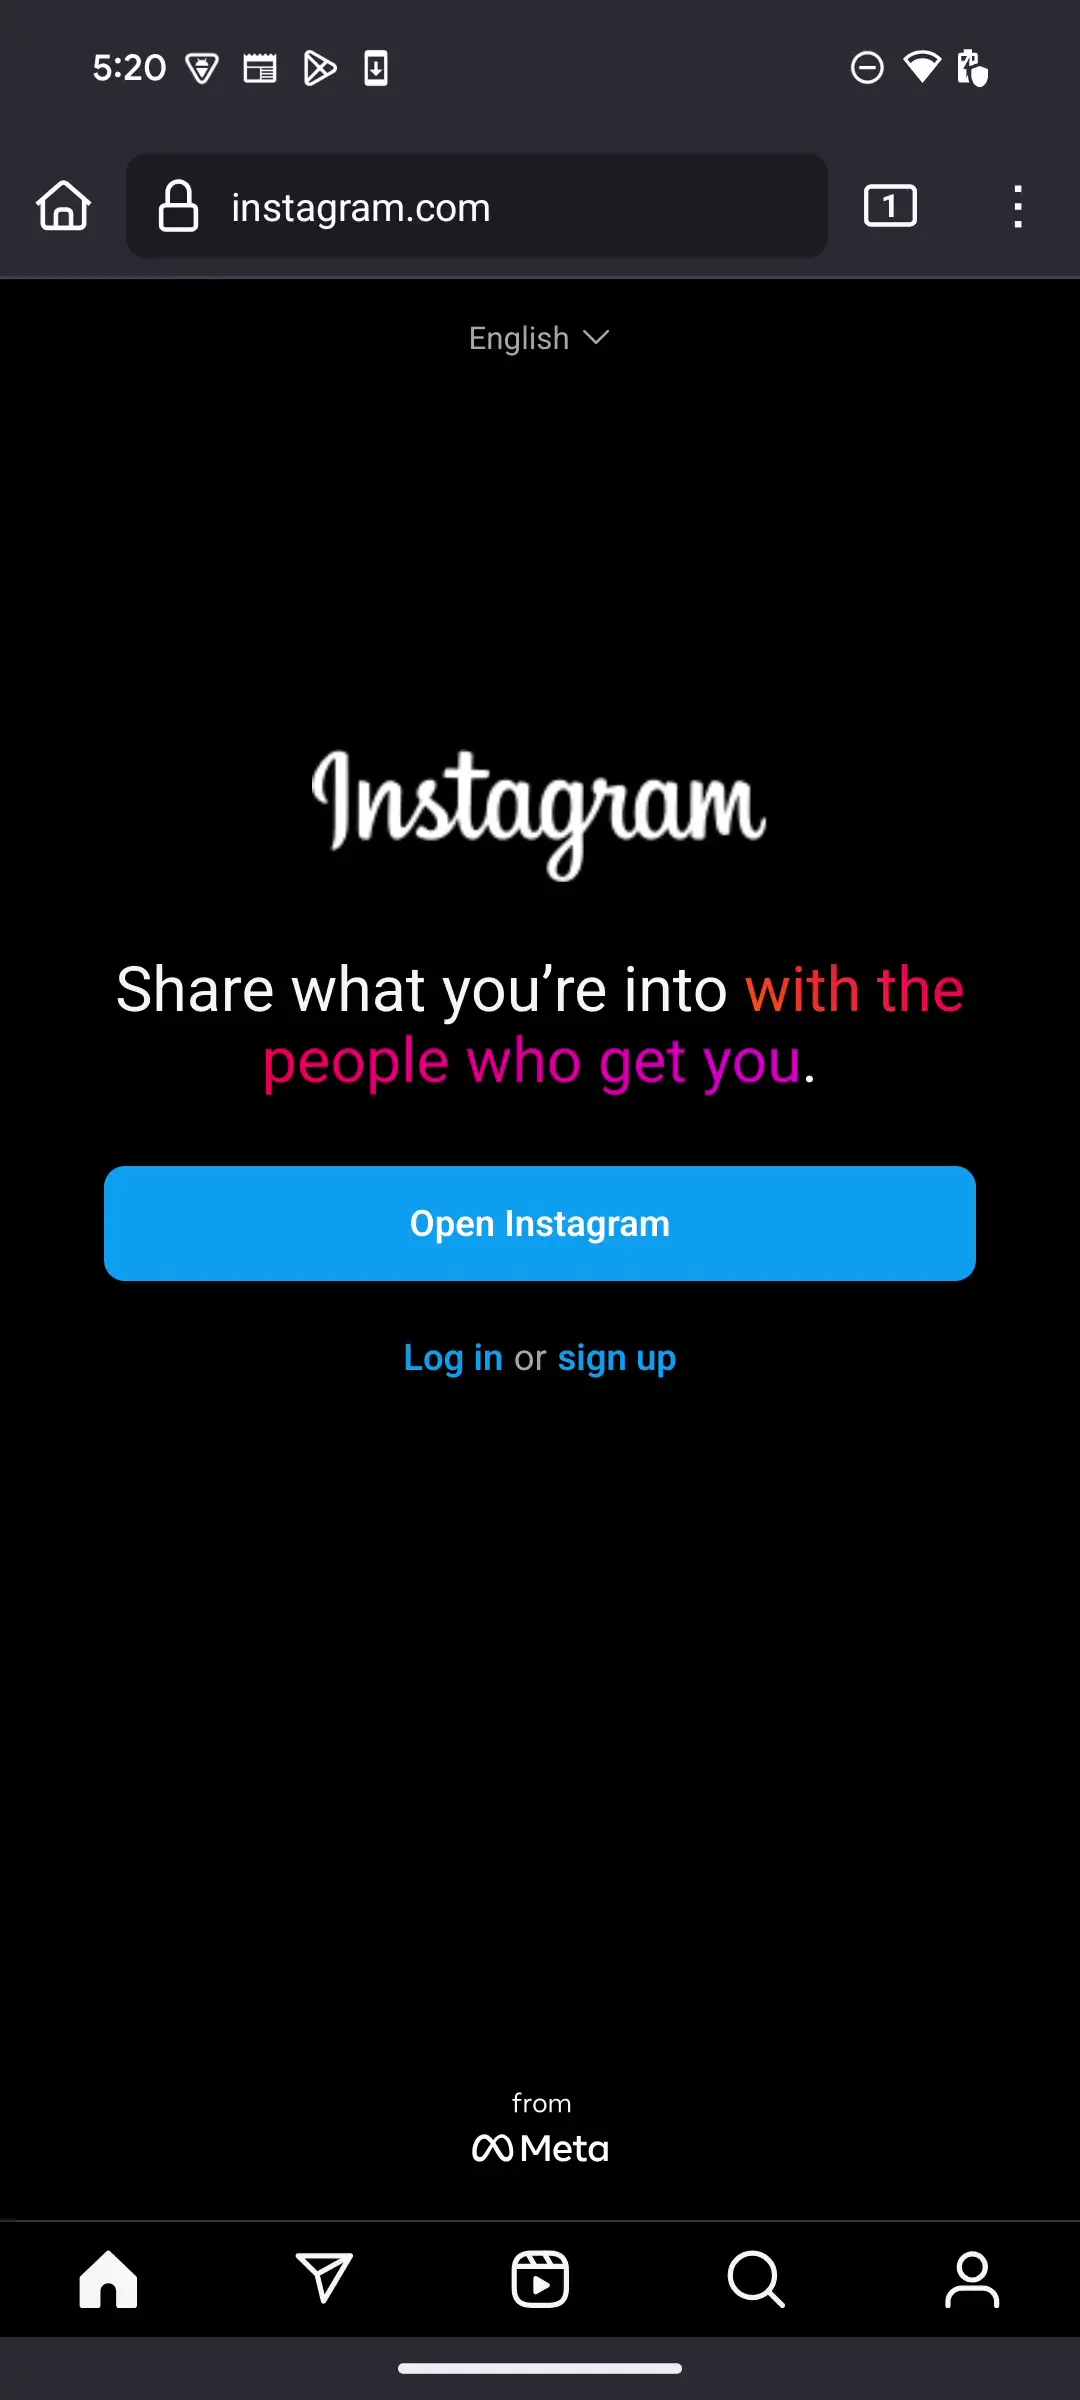 5:20
instagram.com
1
English
Instagram
Share what you’re into with the
people who get you.
Open Instagram
Log in or sign up
from
Meta